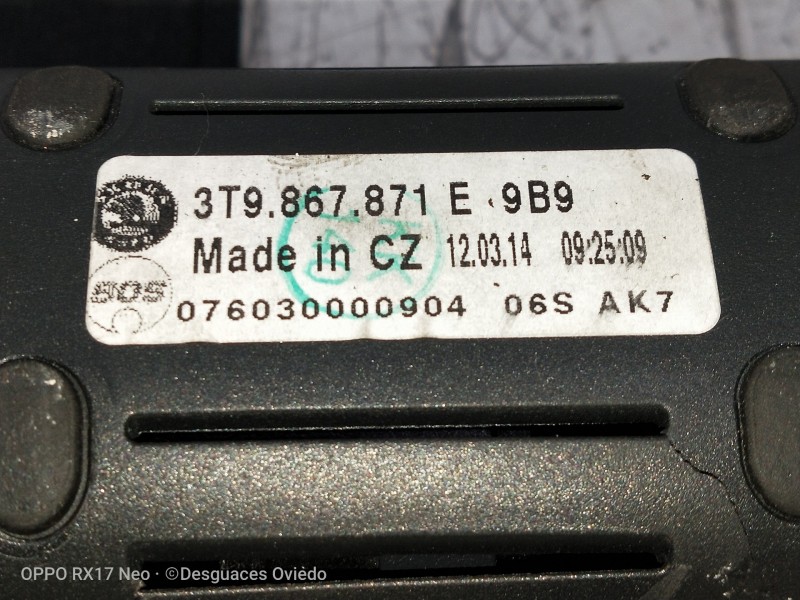 3T9.867.871 E 9B9
Made in CZ 12.03.14 09:25:09
076030000904 06S AK7
OPPO RX17 Neo · ©Desguaces Oviedo